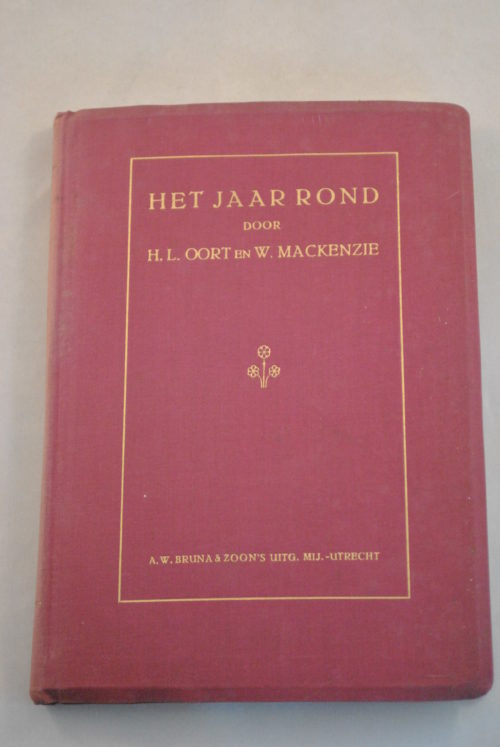 HET JAAR ROND
DOOR
H. L. OORT EN W. MACKENZIE
A. W. BRUNA & ZOON'S UITG. MIJ. -UTRECHT